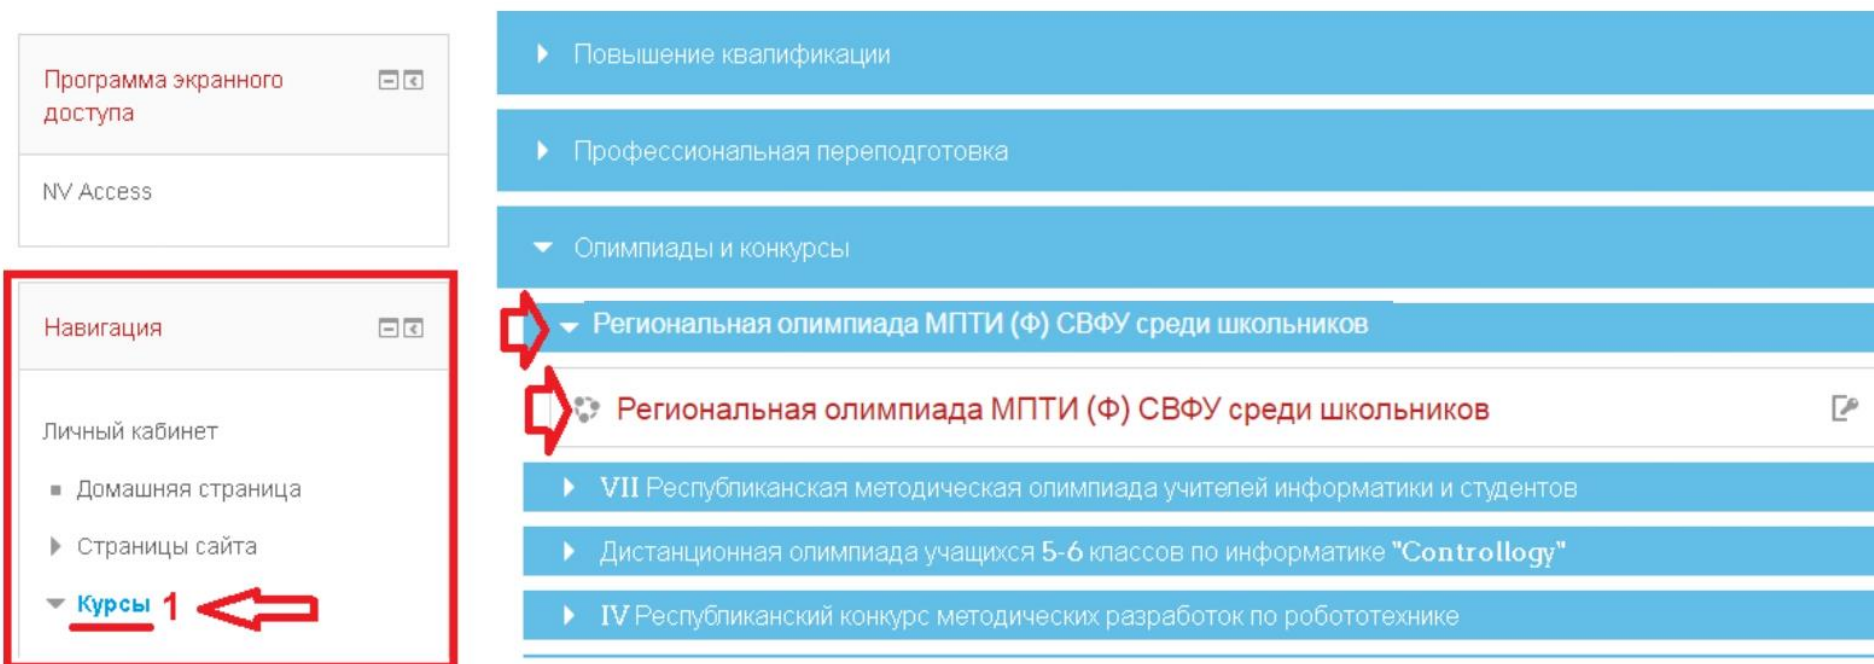 Программа экранного
доступа
NV Access
Навигация
Личный кабинет
Домашняя страница
Страницы сайта
Курсы 1
Повышение квалификации
Профессиональная переподготовка
Олимпиады и конкурсы
Региональная олимпиада МПТИ (Ф) СВФУ среди школьников
Региональная олимпиада МПТИ (Ф) СВФУ среди школьников
VII Республиканская методическая олимпиада учителей информатики и студентов
Дистанционная олимпиада учащихся 5-6 классов по информатике "Controllogy"
IV Республиканский конкурс методических разработок по робототехнике